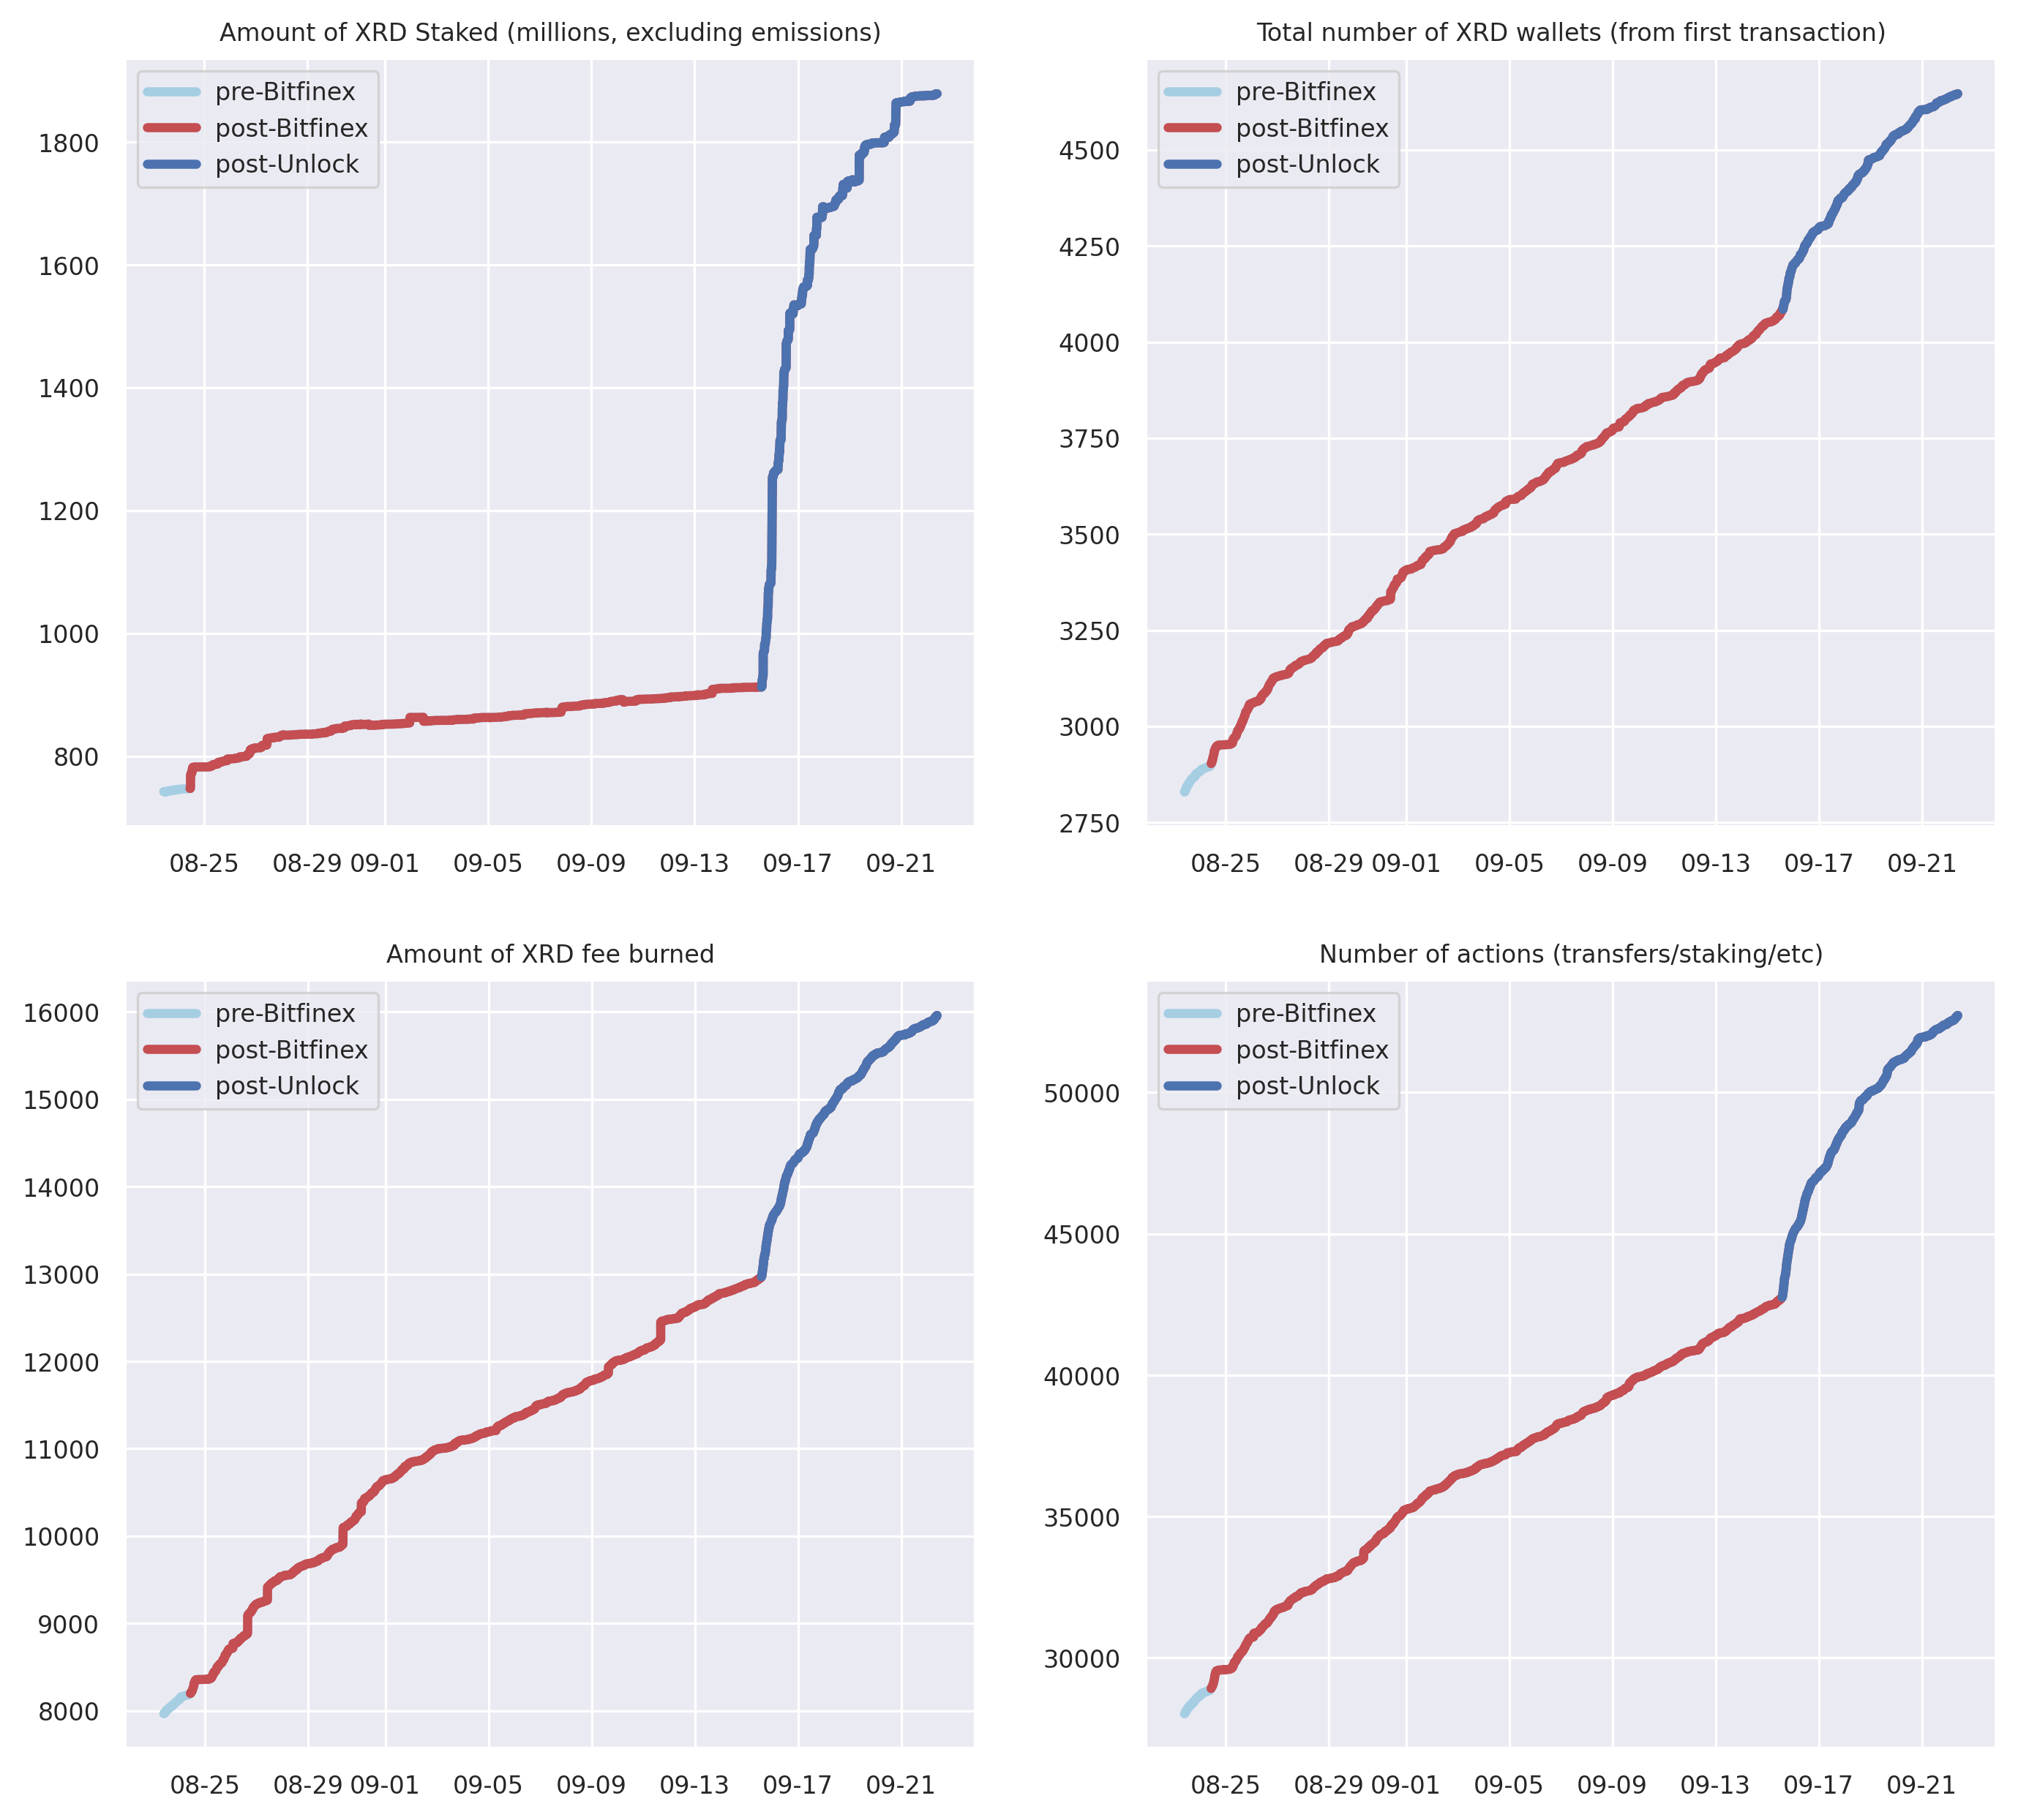 Amount of XRD Staked (millions, excluding emissions)
pre-Bitfinex
post-Bitfinex
post-Unlock
1800
1600
1400
1200
1000
800
08-25 08-29 09-01 09-05 09-09 09-13 09-17 09-21
Total number of XRD wallets (from first transaction)
pre-Bitfinex
post-Bitfinex
post-Unlock
4500
4250
4000
3750
3500
3250
3000
2750
08-25 08-29 09-01 09-05 09-09 09-13 09-17 09-21
Amount of XRD fee burned
pre-Bitfinex
post-Bitfinex
post-Unlock
16000
15000
14000
13000
12000
11000
10000
9000
8000
08-25 08-29 09-01 09-05 09-09 09-13 09-17 09-21
Number of actions (transfers/staking/etc)
pre-Bitfinex
post-Bitfinex
post-Unlock
50000
45000
40000
35000
30000
08-25 08-29 09-01 09-05 09-09 09-13 09-17 09-21